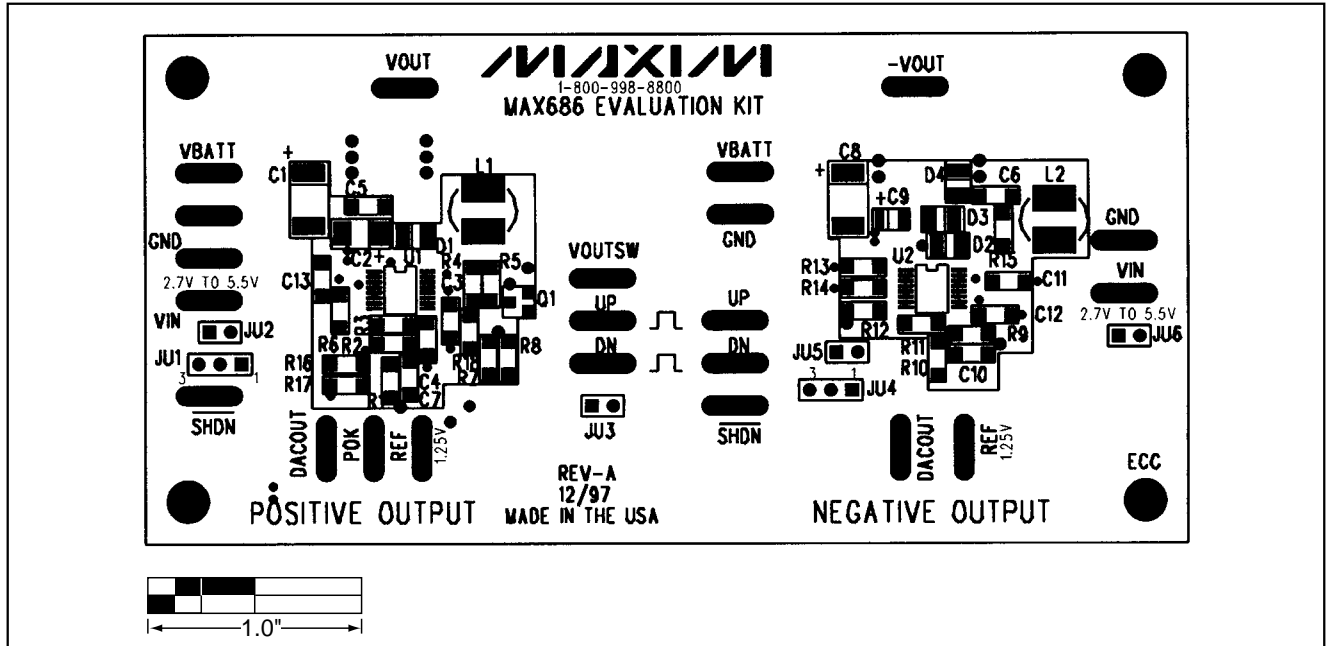 VOUT
MAXIM
-VOUT
1-800-998-8800
MAX686 EVALUATION KIT
VBATT
C1
+
L1
C5
VBATT
C8
+
D4
C6
L2
+C9
GND
D1
C2
+
U1
GND
D3
D2
GND
2.7V TO 5.5V
C13
R4
C3
R5
Q1
VOUTSW
R13
R14
U2
R15
C11
VIN
2.7V TO 5.5V
VIN
JU2
UP
UP
R12
C12
JU6
R6
R3
R2
R8
DN
DN
JU5
R11
R9
JU1
3
1
R16
R17
R18
R7
C4
R10
C10
3
1
JU4
SHDN
R1
C7
JU3
SHDN
DACOUT
POK
REF
1.25V
DACOUT
REF
1.25V
REV-A
12/97
MADE IN THE USA
ECC
POSITIVE OUTPUT
NEGATIVE OUTPUT
1.0"